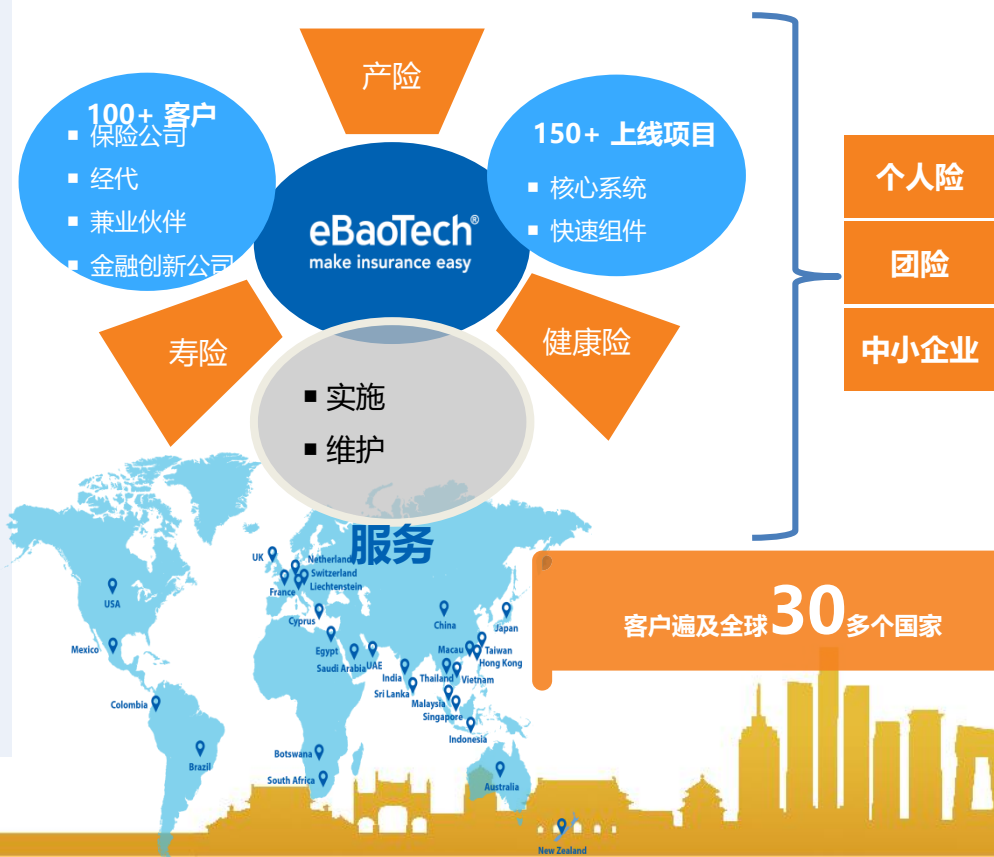 产险
100+ 客户
保险公司
经代
兼业伙伴
金融创新公司
150+ 上线项目
核心系统
快速组件
eBaoTech®
make insurance easy
个人险
团险
中小企业
寿险
健康险
实施
维护
服务
客户遍及全球30多个国家
UK
Netherland
Switzerland
Liechtenstein
France
USA
Cyprus
China
Japan
Mexico
Egypt
Macau
Taiwan
Hong Kong
Saudi Arabia
UAE
India
Thailand
Vietnam
Sri Lanka
Malaysia
Singapore
Colombia
Indonesia
Botswana
Brazil
South Africa
Australia
New Zealand